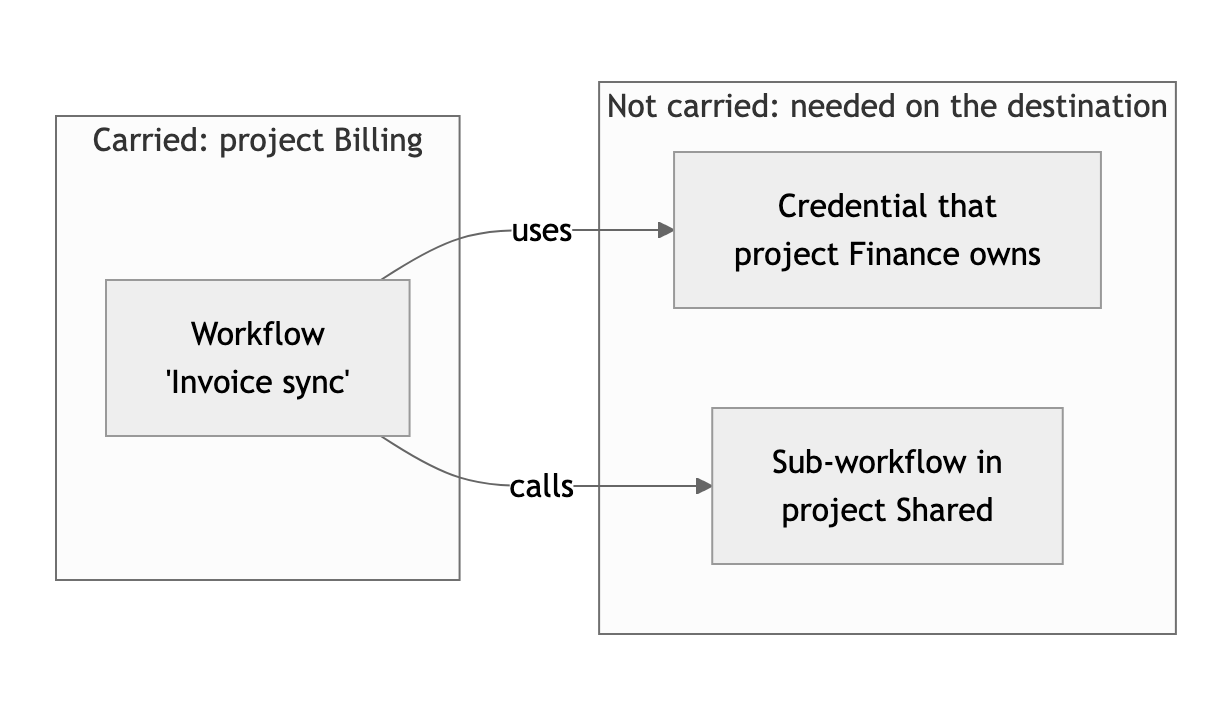 Carried: project Billing
Workflow
'Invoice sync'
uses
calls
Not carried: needed on the destination
Credential that
project Finance owns
Sub-workflow in
project Shared